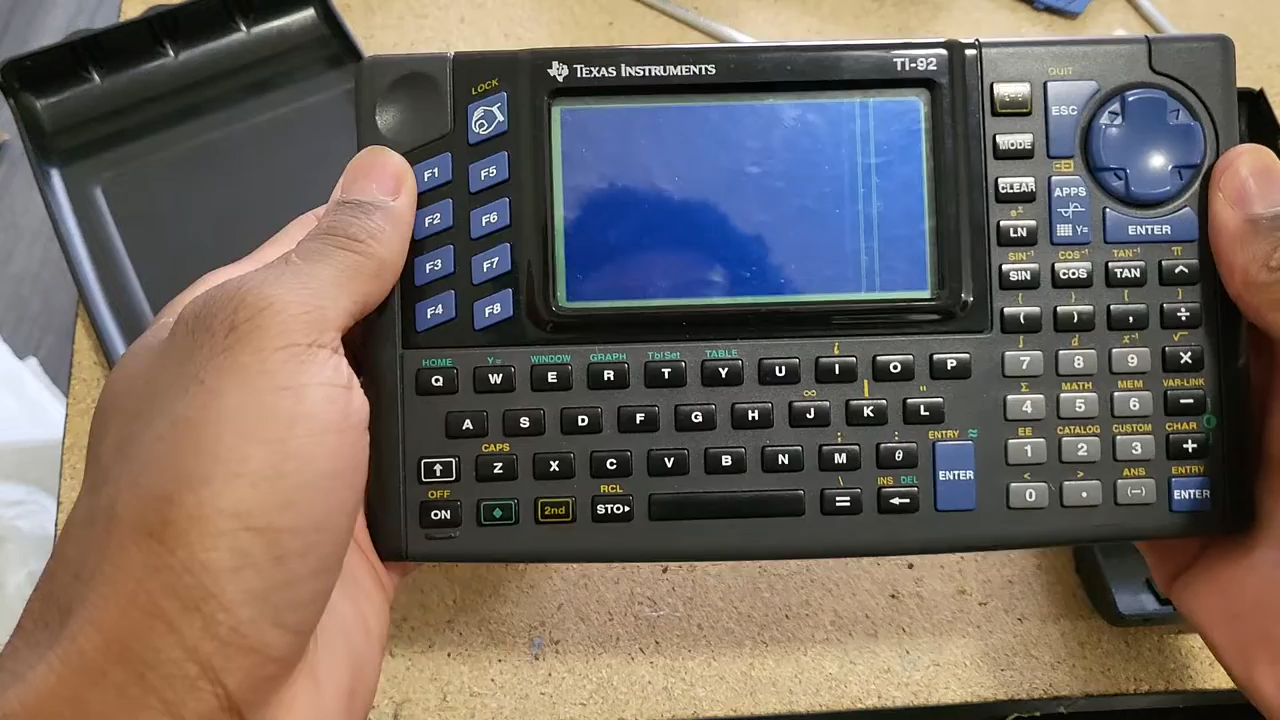 TEXAS INSTRUMENTS
TI-92
LOCK
F1 F5
F2 F6
F3 F7
F4 F8
QUIT
ESC
MODE
CLEAR
APPS
Y=
ENTER
eˣ
LN
SIN⁻¹ COS⁻¹ TAN⁻¹ π
SIN COS TAN ^
{ } [ ]
( ) , ÷
∫ d x⁻¹ √
7 8 9 ×
Σ MATH MEM VAR-LINK
4 5 6 −
EE CATALOG CUSTOM CHAR
1 2 3 +
< > ANS ENTRY
0 . (−) ENTER
HOME Y= WINDOW GRAPH TblSet TABLE i
Q W E R T Y U I O P
∞ | "
A S D F G H J K L
CAPS ; : ENTRY ≈
↑ Z X C V B N M θ ENTER
OFF RCL \ INS DEL
ON ◆ 2nd STO▸ = ←